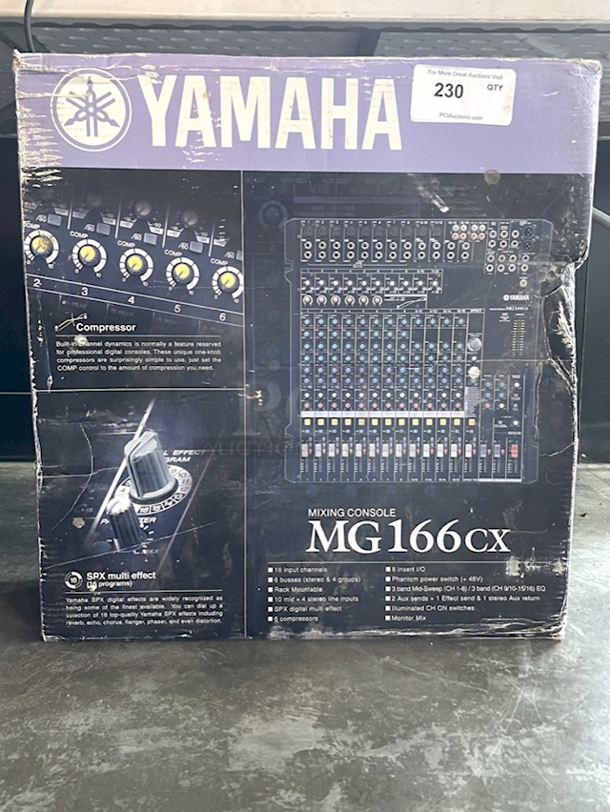 YAMAHA
For More Great Auctions Visit
230 QTY
PCIAuctions.com
COMP
COMP
COMP
COMP
COMP
2 3 4 5 6
Compressor
Built-in channel dynamics is normally a feature reserved
for professional digital consoles. These unique one-knob
compressors are surprisingly simple to use, just set the
COMP control to the amount of compression you need.
YAMAHA
MG166cx
MIXING CONSOLE
MG166CX
16 input channels
6 busses (stereo & 4 groups)
Rack Mountable
10 mid + 4 stereo line inputs
SPX digital multi effect
6 compressors
8 insert I/O
Phantom power switch (+ 48V)
3 band Mid-Sweep (CH 1-8) / 3 band (CH 9/10-15/16) EQ
2 Aux sends + 1 Effect send & 1 stereo Aux return
Illuminated CH ON switches
Monitor Mix
16
SPX multi effect
(16 programs)
Yamaha SPX digital effects are widely recognized as
being some of the finest available. You can dial up a
selection of 16 top-quality Yamaha SPX effects including
reverb, echo, chorus, flanger, phaser, and even distortion.